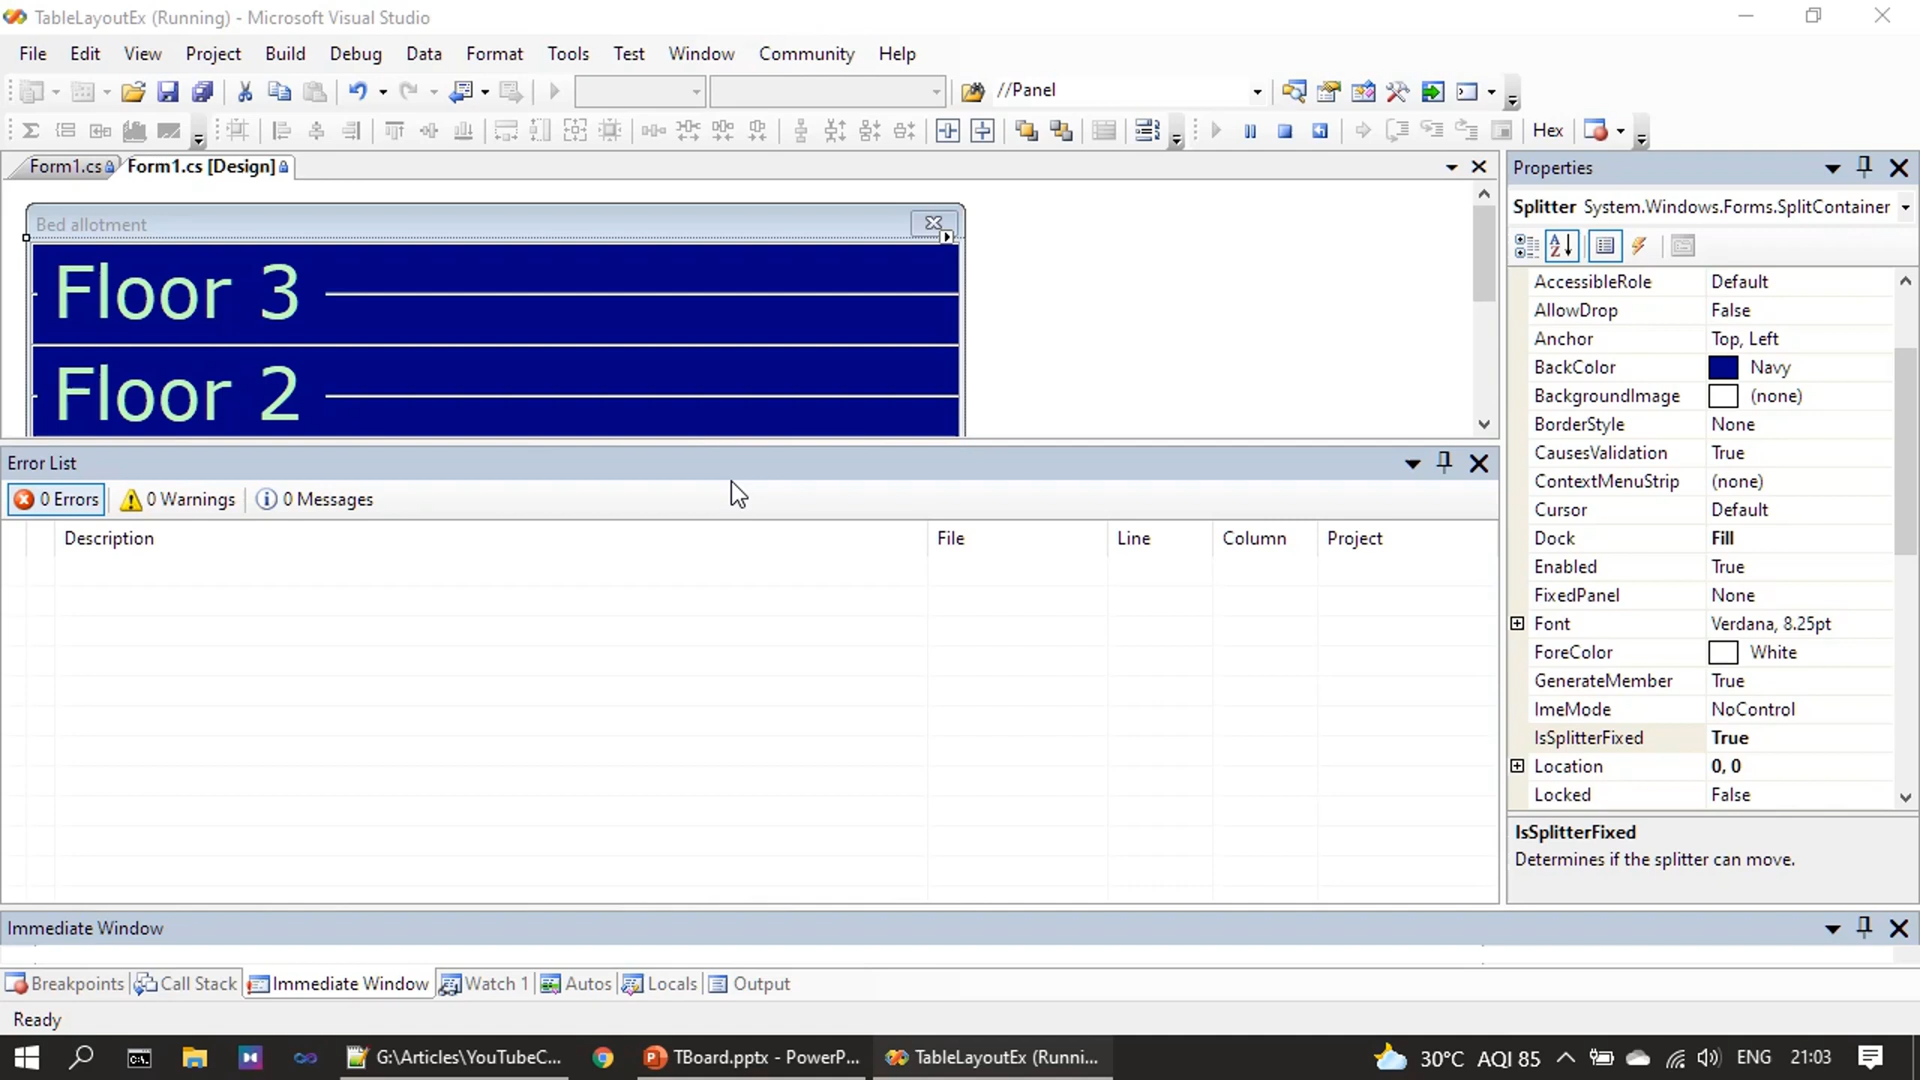 TableLayoutEx (Running) - Microsoft Visual Studio
File Edit View Project Build Debug Data Format Tools Test Window Community Help
//Panel
Hex
Form1.cs Form1.cs [Design]
Properties
Splitter System.Windows.Forms.SplitContainer
Bed allotment
Floor 3
Floor 2
AccessibleRole Default
AllowDrop False
Anchor Top, Left
BackColor Navy
BackgroundImage (none)
BorderStyle None
CausesValidation True
ContextMenuStrip (none)
Cursor Default
Dock Fill
Enabled True
FixedPanel None
Font Verdana, 8.25pt
ForeColor White
GenerateMember True
ImeMode NoControl
IsSplitterFixed True
Location 0, 0
Locked False
IsSplitterFixed
Determines if the splitter can move.
Error List
0 Errors 0 Warnings 0 Messages
Description File Line Column Project
Immediate Window
Breakpoints Call Stack Immediate Window Watch 1 Autos Locals Output
Ready
G:\Articles\YouTubeC... TBoard.pptx - PowerP... TableLayoutEx (Runni... 30°C AQI 85 ENG 21:03